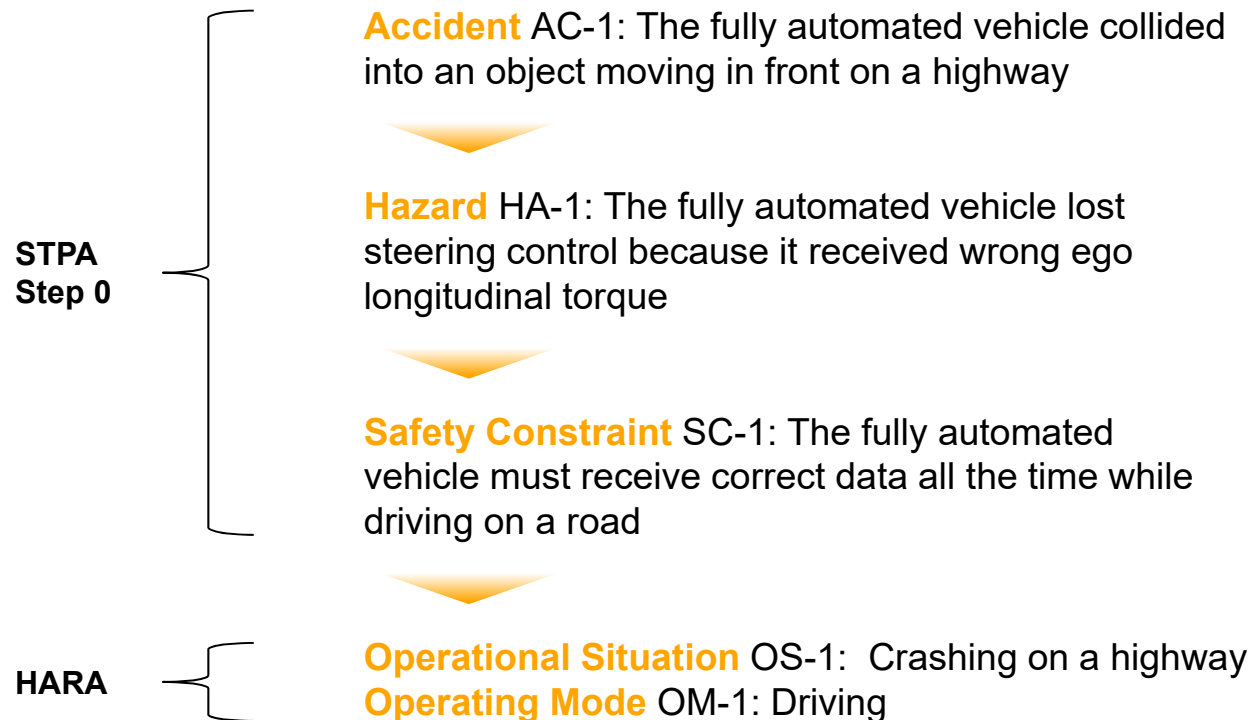 Accident AC-1: The fully automated vehicle collided
into an object moving in front on a highway
Hazard HA-1: The fully automated vehicle lost
steering control because it received wrong ego
longitudinal torque
STPA
Step 0
Safety Constraint SC-1: The fully automated
vehicle must receive correct data all the time while
driving on a road
HARA
Operational Situation OS-1: Crashing on a highway
Operating Mode OM-1: Driving